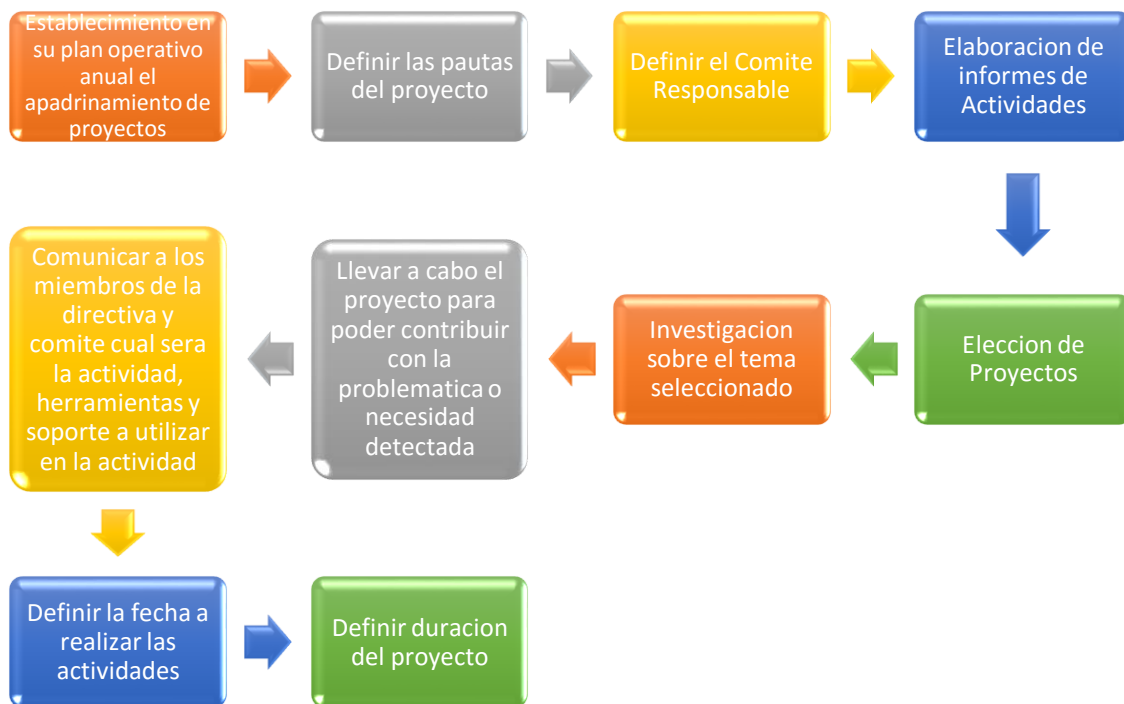 Establecimiento en
su plan operativo
anual el
apadrinamiento de
proyectos
Definir las pautas
del proyecto
Definir el Comite
Responsable
Elaboracion de
informes de
Actividades
Eleccion de
Proyectos
Investigacion
sobre el tema
seleccionado
Llevar a cabo el
proyecto para
poder contribuir
con la
problematica o
necesidad
detectada
Comunicar a los
miembros de la
directiva y
comite cual sera
la actividad,
herramientas y
soporte a utilizar
en la actividad
Definir la fecha a
realizar las
actividades
Definir duracion
del proyecto